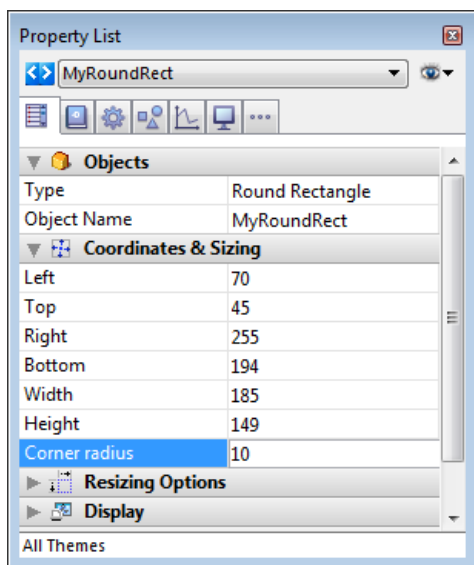 Property List
MyRoundRect
Objects
Type Round Rectangle
Object Name MyRoundRect
Coordinates & Sizing
Left 70
Top 45
Right 255
Bottom 194
Width 185
Height 149
Corner radius 10
Resizing Options
Display
All Themes